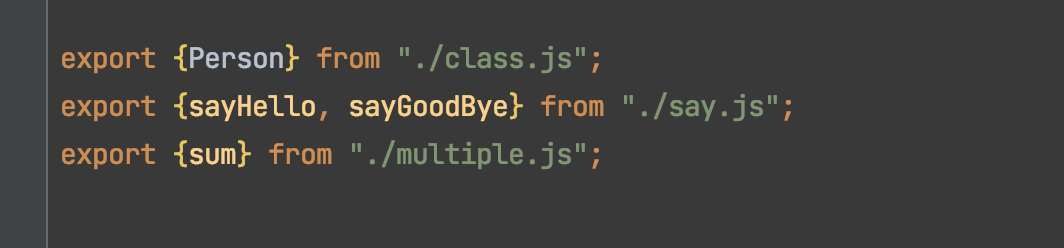 export {Person} from "./class.js";
export {sayHello, sayGoodBye} from "./say.js";
export {sum} from "./multiple.js";